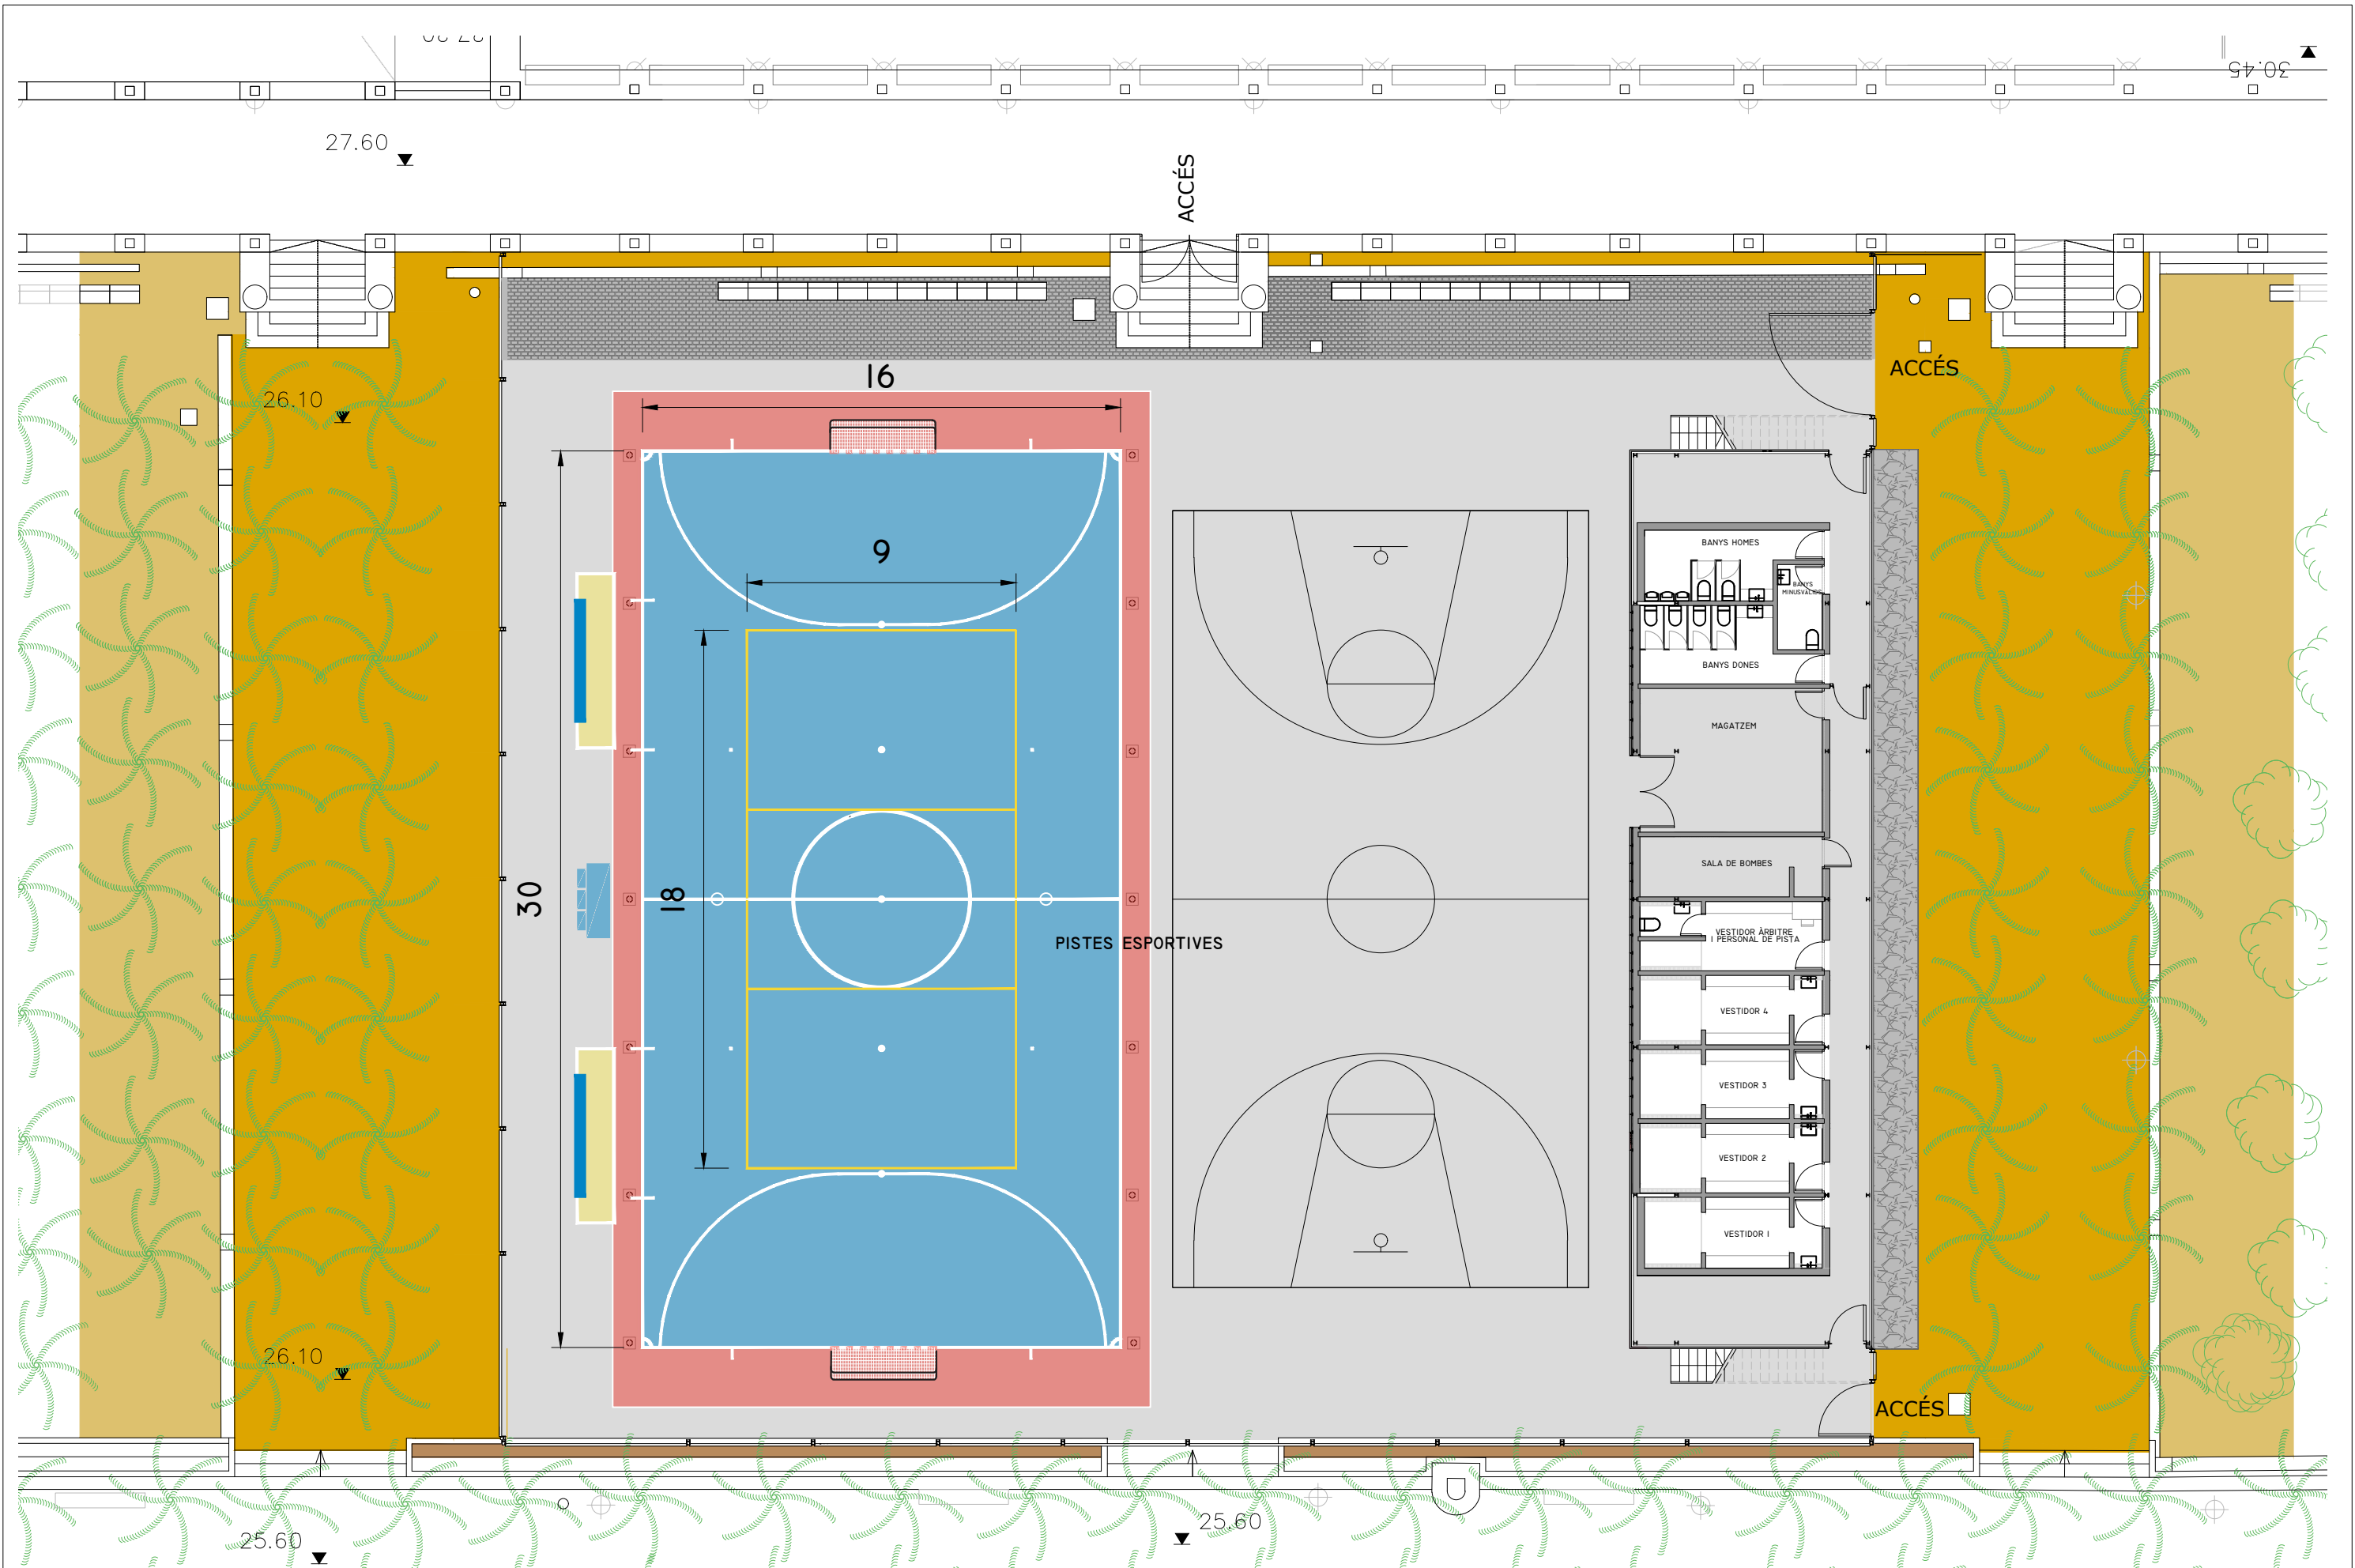 30.45
27.60
ACCÉS
ACCÉS
16
26.10
9
BANYS HOMES
BANYS
MINUSVÀLIDS
BANYS DONES
MAGATZEM
SALA DE BOMBES
30
18
VESTIDOR ÀRBITRE
I PERSONAL DE PISTA
PISTES ESPORTIVES
VESTIDOR 4
VESTIDOR 3
VESTIDOR 2
VESTIDOR 1
26.10
ACCÉS
25.60
25.60